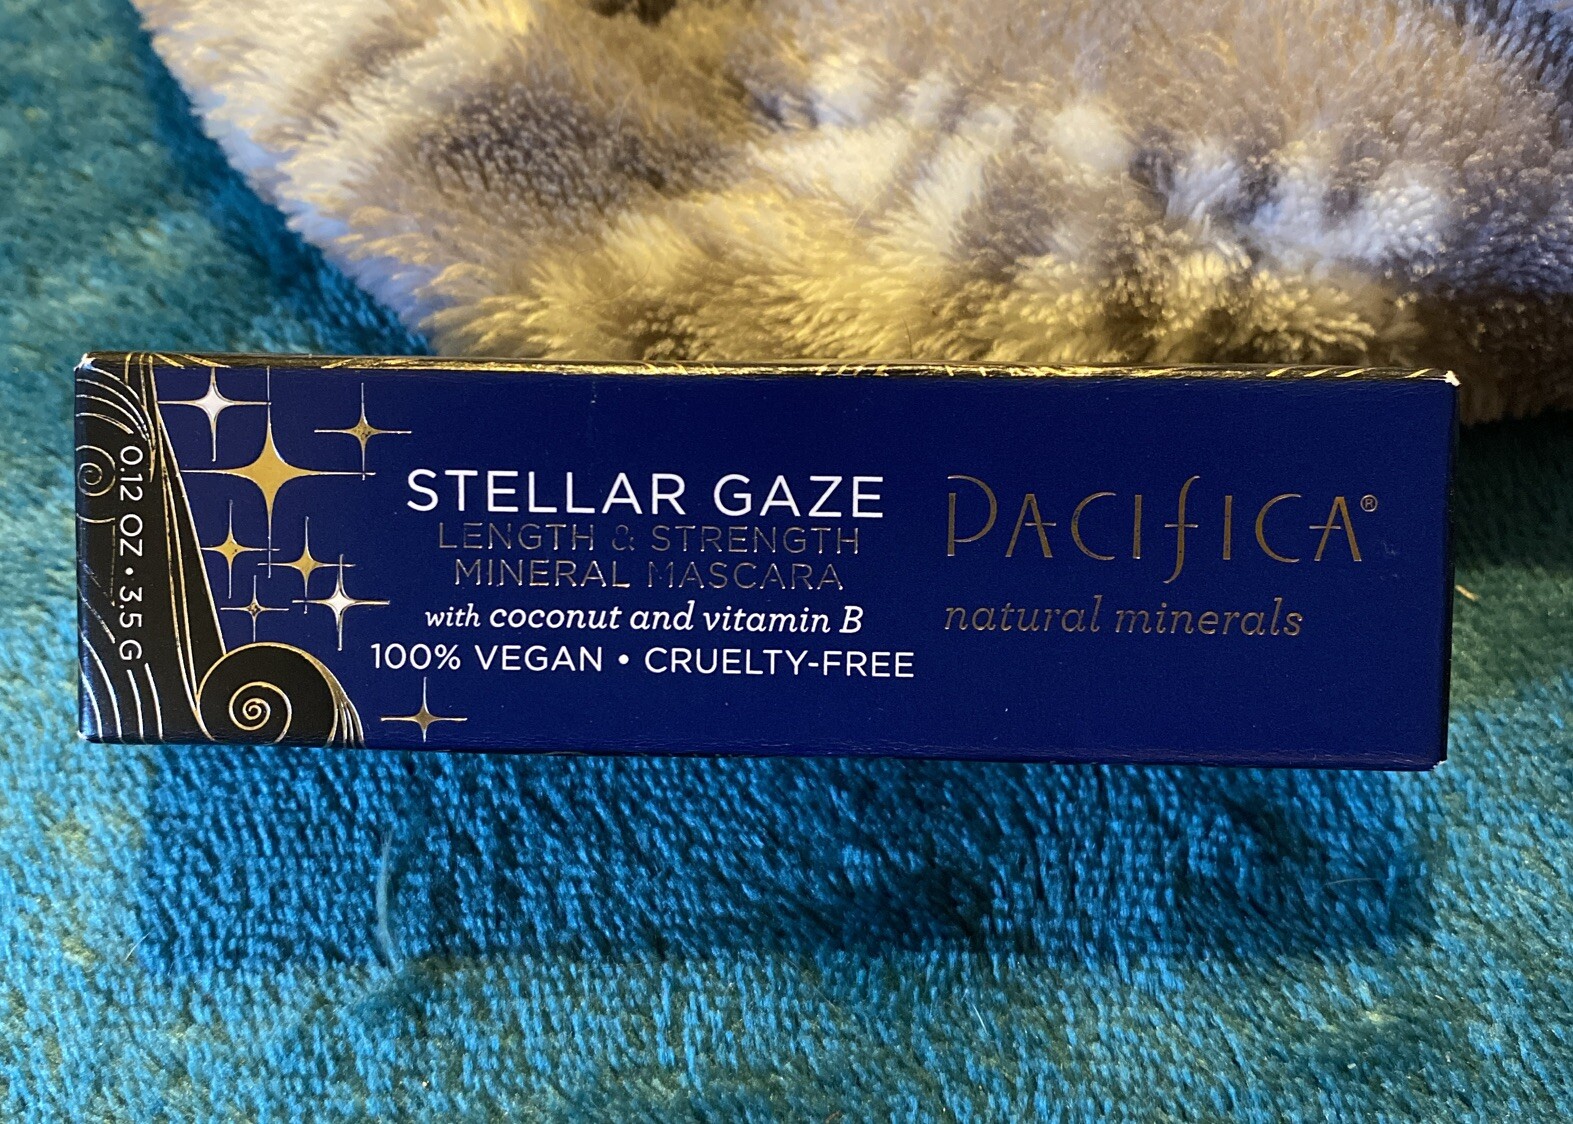 0.12 OZ • 3.5 G
STELLAR GAZE
LENGTH & STRENGTH
MINERAL MASCARA
with coconut and vitamin B
100% VEGAN • CRUELTY-FREE
PACIFICA®
natural minerals